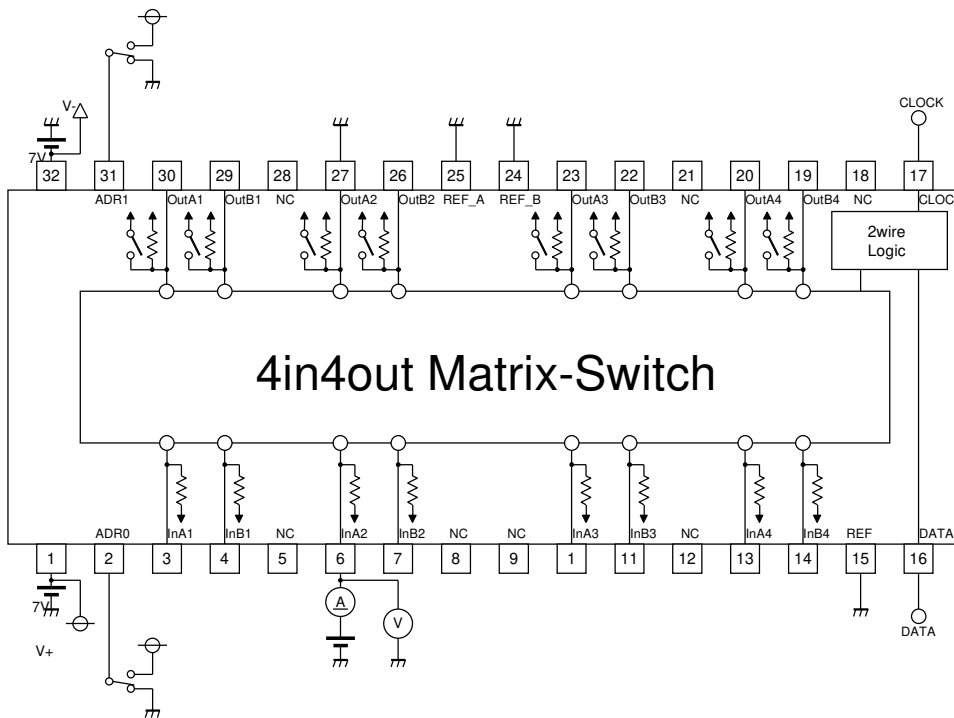 V-
CLOCK
7V
32 31 30 29 28 27 26 25 24 23 22 21 20 19 18 17
ADR1 OutA1 OutB1 NC OutA2 OutB2 REF_A REF_B OutA3 OutB3 NC OutA4 OutB4 NC CLOC
2wire
Logic
4in4out Matrix-Switch
ADR0 InA1 InB1 NC InA2 InB2 NC NC InA3 InB3 NC InA4 InB4 REF DATA
1 2 3 4 5 6 7 8 9 1 11 12 13 14 15 16
7V
A
V
DATA
V+